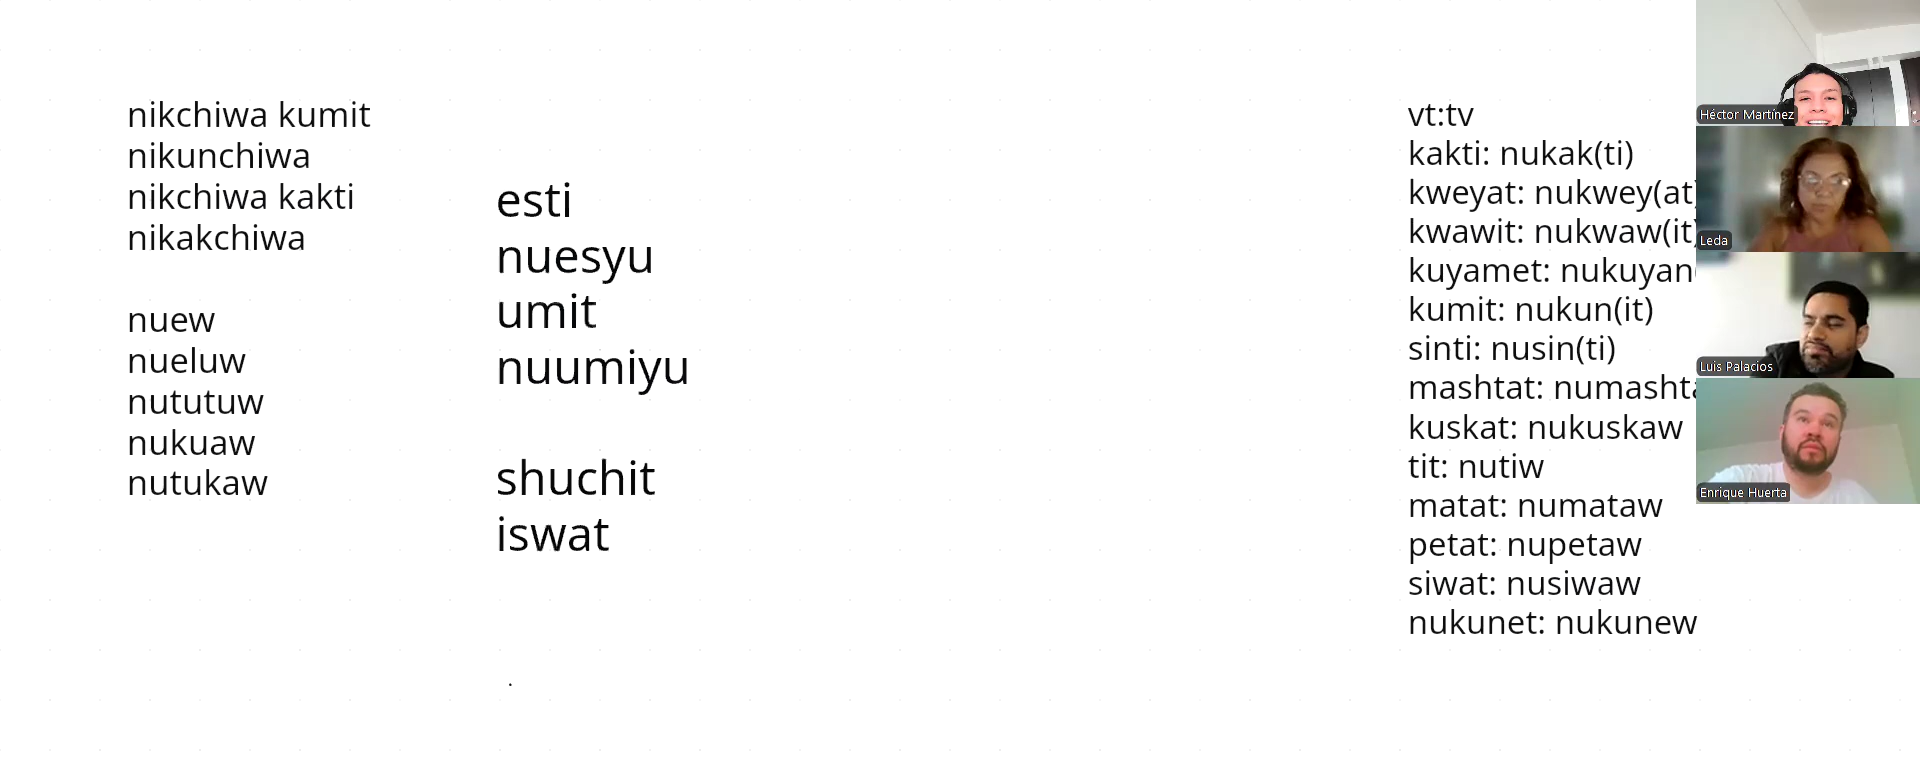 nikchiwa kumit
nikunchiwa
nikchiwa kakti
nikakchiwa
nuew
nueluw
nututuw
nukuaw
nutukaw
esti
nuesyu
umit
nuumiyu
shuchit
iswat
vt:tv
kakti: nukak(ti)
kweyat: nukwey(at)
kwawit: nukwaw(it)
kuyamet:
kumit: nukun(it)
sinti: nusin(ti)
mashtat:
kuskat: nukuskaw
tit: nutiw
matat: numataw
petat: nupetaw
siwat: nusiwaw
nukunet: nukunew
Héctor Martínez
Leda
Luis Palacios
Enrique Huerta